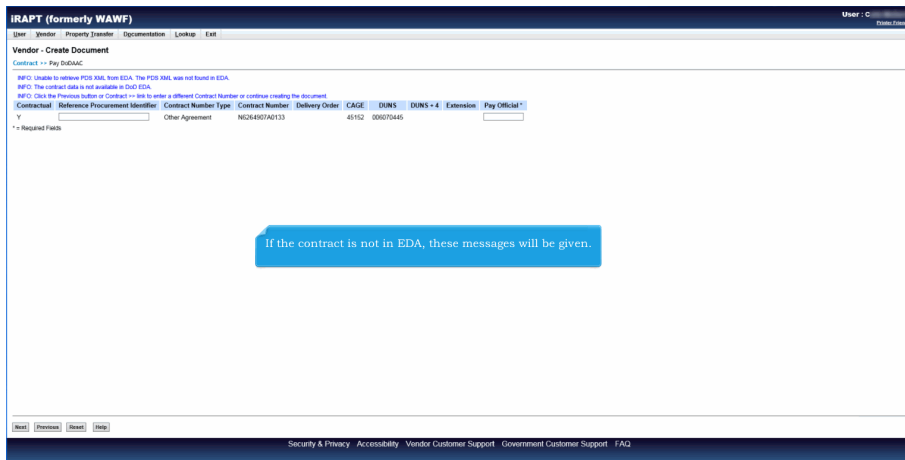 iRAPT (formerly WAWF)
User : C
Printer Frien
User Vendor Property Transfer Documentation Lookup Exit
Vendor - Create Document
Contract >> Pay DoDAAC
INFO: Unable to retrieve PDS XML from EDA. The PDS XML was not found in EDA.
INFO: The contract data is not available in DoD EDA.
INFO: Click the Previous button or Contract >> link to enter a different Contract Number or continue creating the document.
Contractual Reference Procurement Identifier Contract Number Type Contract Number Delivery Order CAGE DUNS DUNS + 4 Extension Pay Official *
Y Other Agreement N6264907A0133 45152 006070445
* = Required Fields
If the contract is not in EDA, these messages will be given.
Next Previous Reset Help
Security & Privacy Accessibility Vendor Customer Support Government Customer Support FAQ